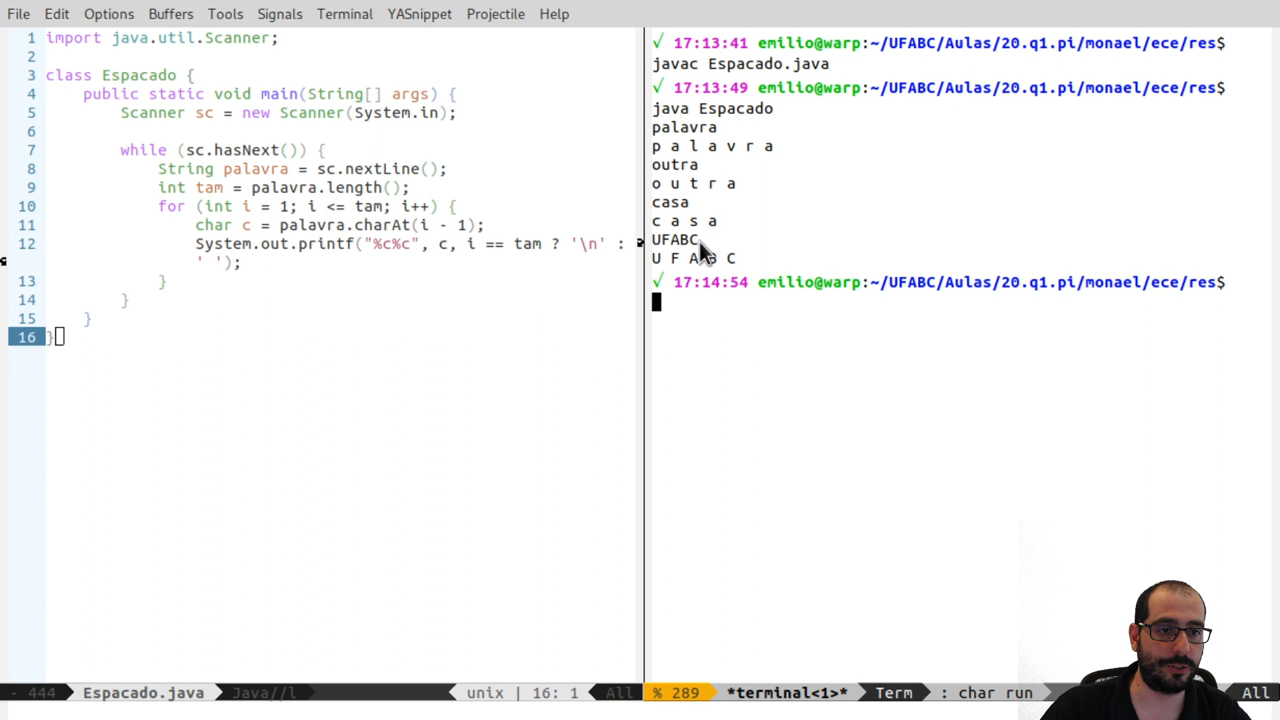 File Edit Options Buffers Tools Signals Terminal YASnippet Projectile Help
1 import java.util.Scanner;
2
3 class Espacado {
4 public static void main(String[] args) {
5 Scanner sc = new Scanner(System.in);
6
7 while (sc.hasNext()) {
8 String palavra = sc.nextLine();
9 int tam = palavra.length();
10 for (int i = 1; i <= tam; i++) {
11 char c = palavra.charAt(i - 1);
12 System.out.printf("%c%c", c, i == tam ? '\n' :
' ');
13 }
14 }
15 }
16 }
- 444 Espacado.java Java//l unix | 16: 1 All
√ 17:13:41 emilio@warp:~/UFABC/Aulas/20.q1.pi/monael/ece/res$
javac Espacado.java
√ 17:13:49 emilio@warp:~/UFABC/Aulas/20.q1.pi/monael/ece/res$
java Espacado
palavra
p a l a v r a
outra
o u t r a
casa
c a s a
UFABC
U F A B C
√ 17:14:54 emilio@warp:~/UFABC/Aulas/20.q1.pi/monael/ece/res$
% 289 *terminal<1>* Term : char run All